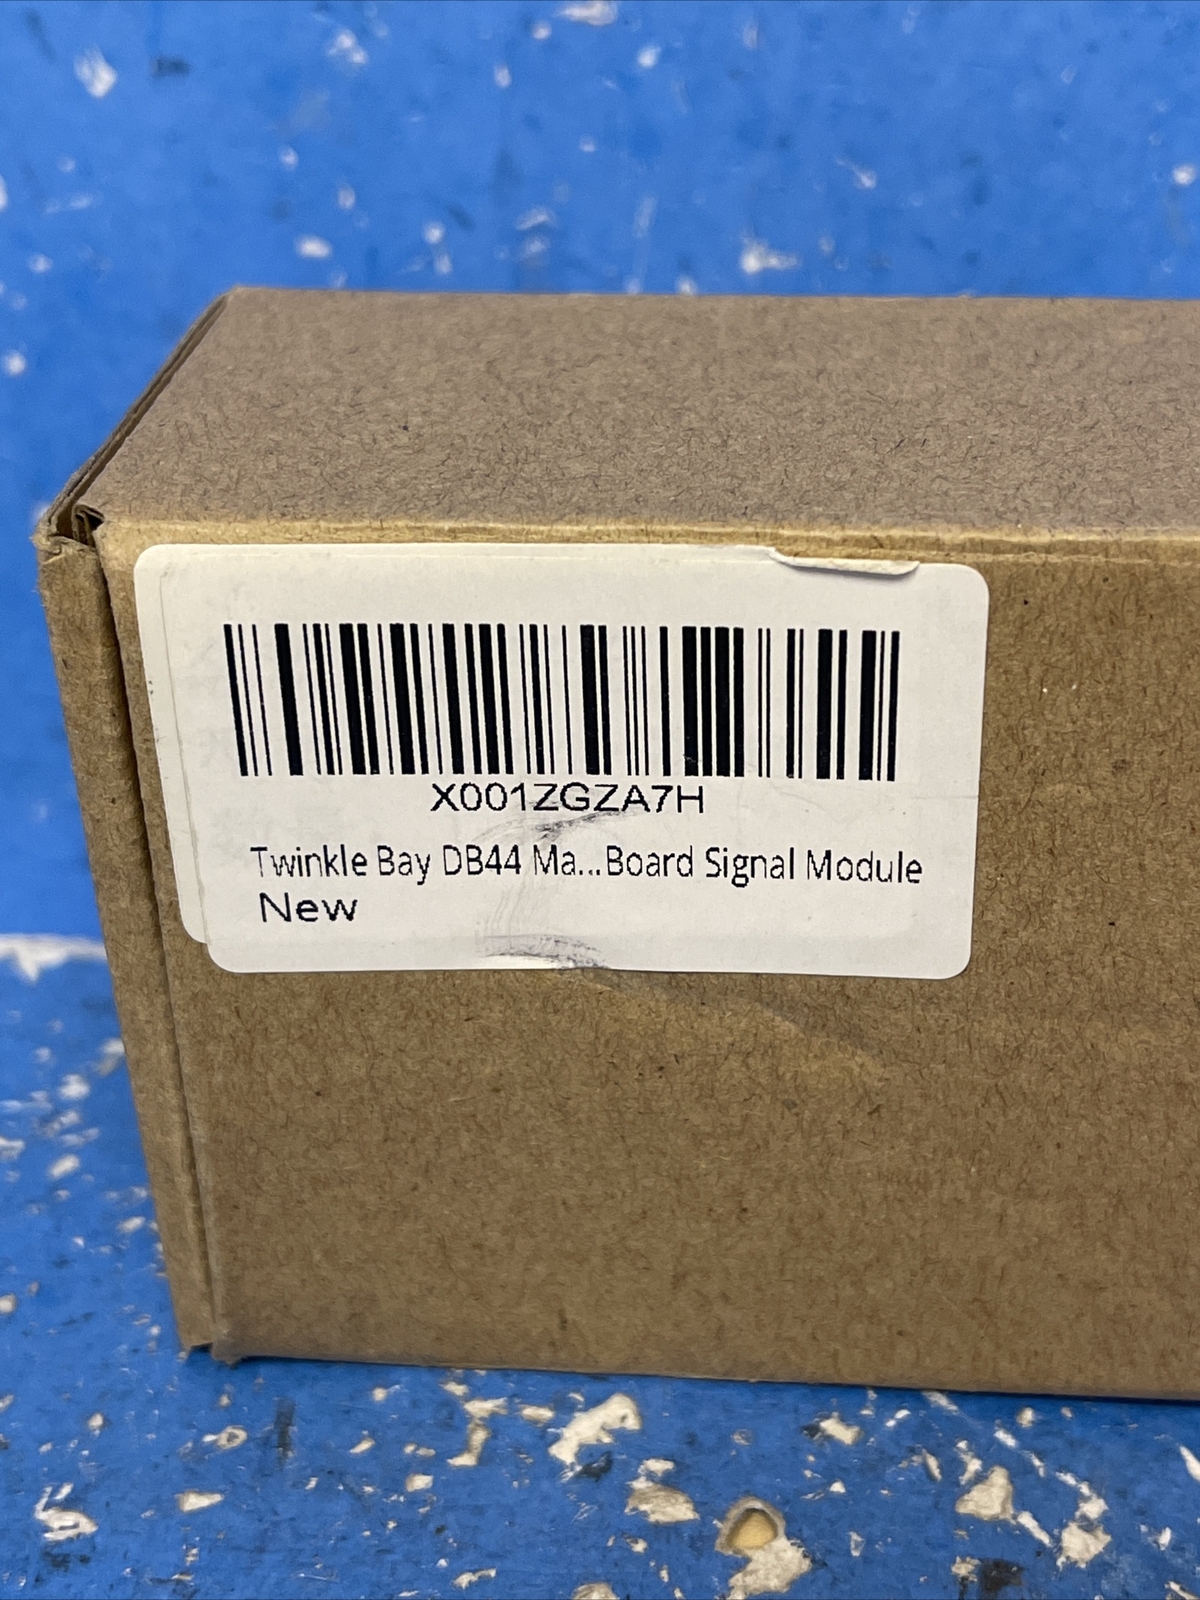 X001ZGZA7H
Twinkle Bay DB44 Ma...Board Signal Module
New